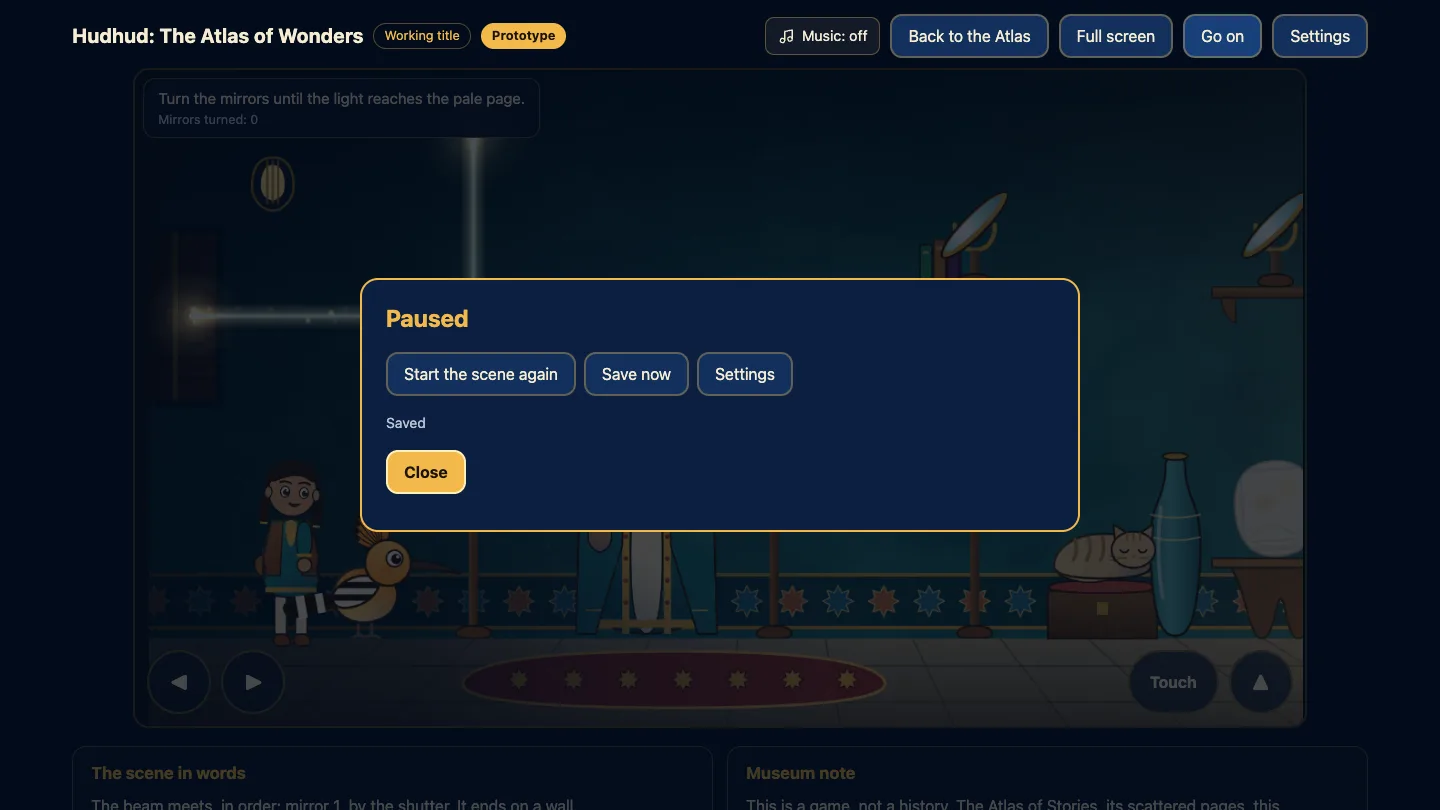 Hudhud: The Atlas of Wonders
Working title
Prototype
Music: off
Back to the Atlas
Full screen
Go on
Settings
Turn the mirrors until the light reaches the pale page.
Mirrors turned: 0
Paused
Start the scene again
Save now
Settings
Saved
Close
Touch
The scene in words
The beam meets, in order: mirror 1, by the shutter. It ends on a wall.
Museum note
This is a game, not a history. The Atlas of Stories, its scattered pages, this